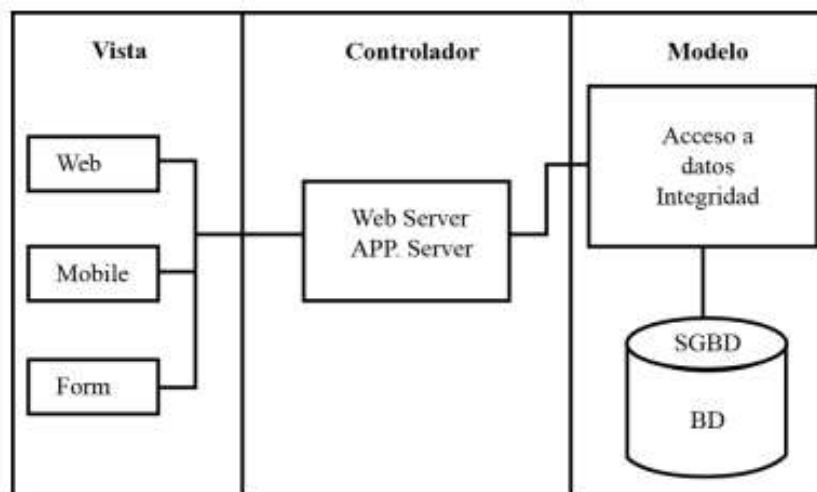 Vista
Controlador
Modelo
Web
Mobile
Form
Web Server
APP. Server
Acceso a
datos
Integridad
SGBD
BD